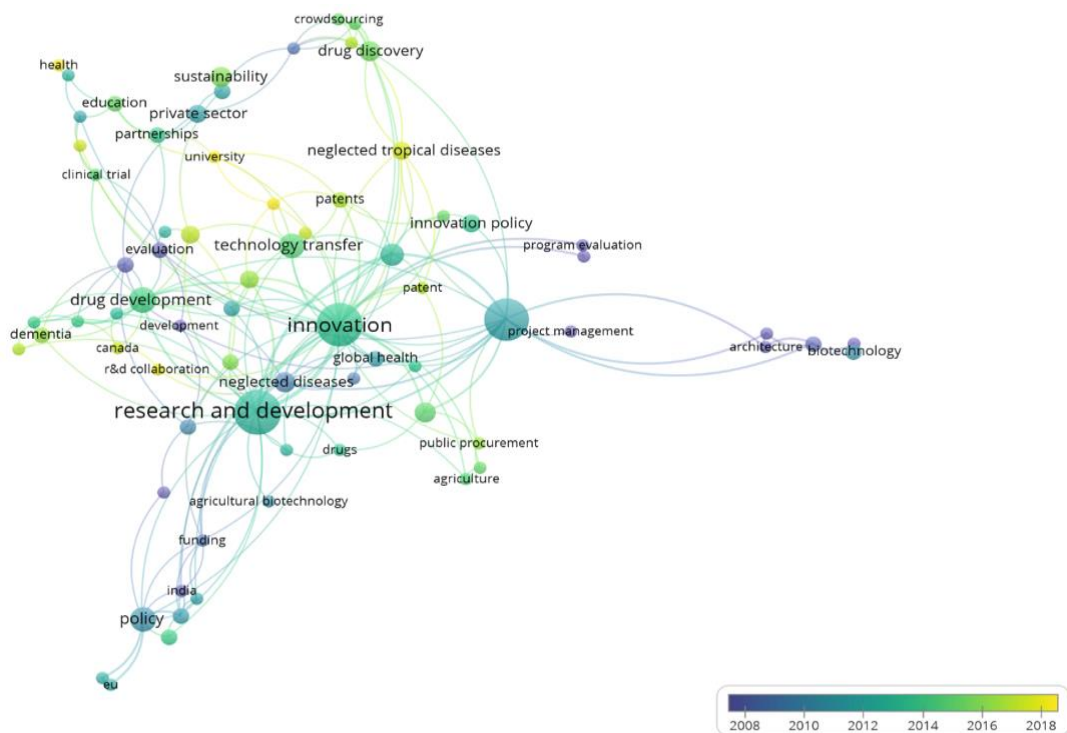 crowdsourcing
drug discovery
health
sustainability
education
private sector
partnerships
neglected tropical diseases
university
clinical trial
patents
innovation policy
technology transfer
program evaluation
evaluation
patent
drug development
innovation
development
project management
dementia
canada
architecture
biotechnology
global health
r&d collaboration
neglected diseases
research and development
public procurement
drugs
agriculture
agricultural biotechnology
funding
india
policy
eu
2008 2010 2012 2014 2016 2018